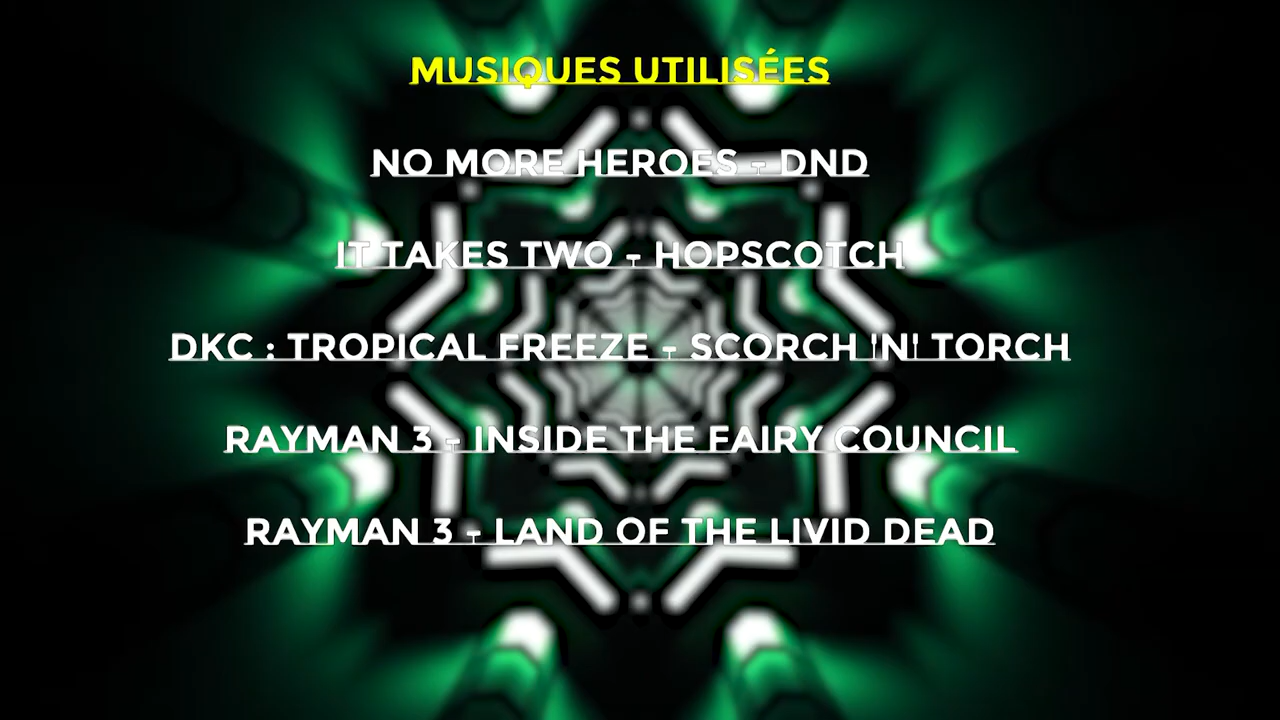 MUSIQUES UTILISÉES
NO MORE HEROES - DND
IT TAKES TWO - HOPSCOTCH
DKC : TROPICAL FREEZE - SCORCH 'N' TORCH
RAYMAN 3 - INSIDE THE FAIRY COUNCIL
RAYMAN 3 - LAND OF THE LIVID DEAD